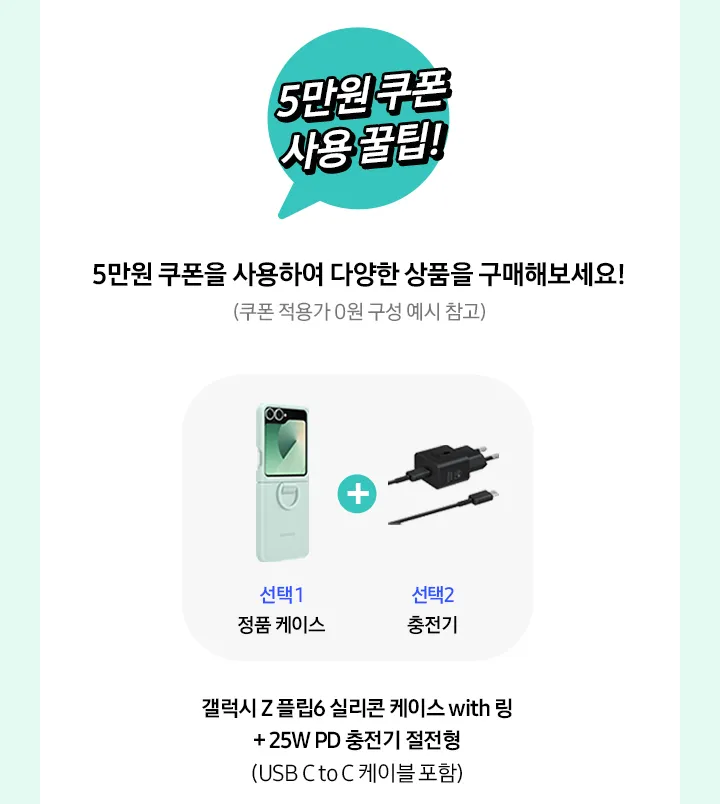 5만원 쿠폰
사용 꿀팁!
5만원 쿠폰을 사용하여 다양한 상품을 구매해보세요!
(쿠폰 적용가 0원 구성 예시 참고)
선택1
정품 케이스
선택2
충전기
갤럭시 Z 플립6 실리콘 케이스 with 링
+ 25W PD 충전기 절전형
(USB C to C 케이블 포함)